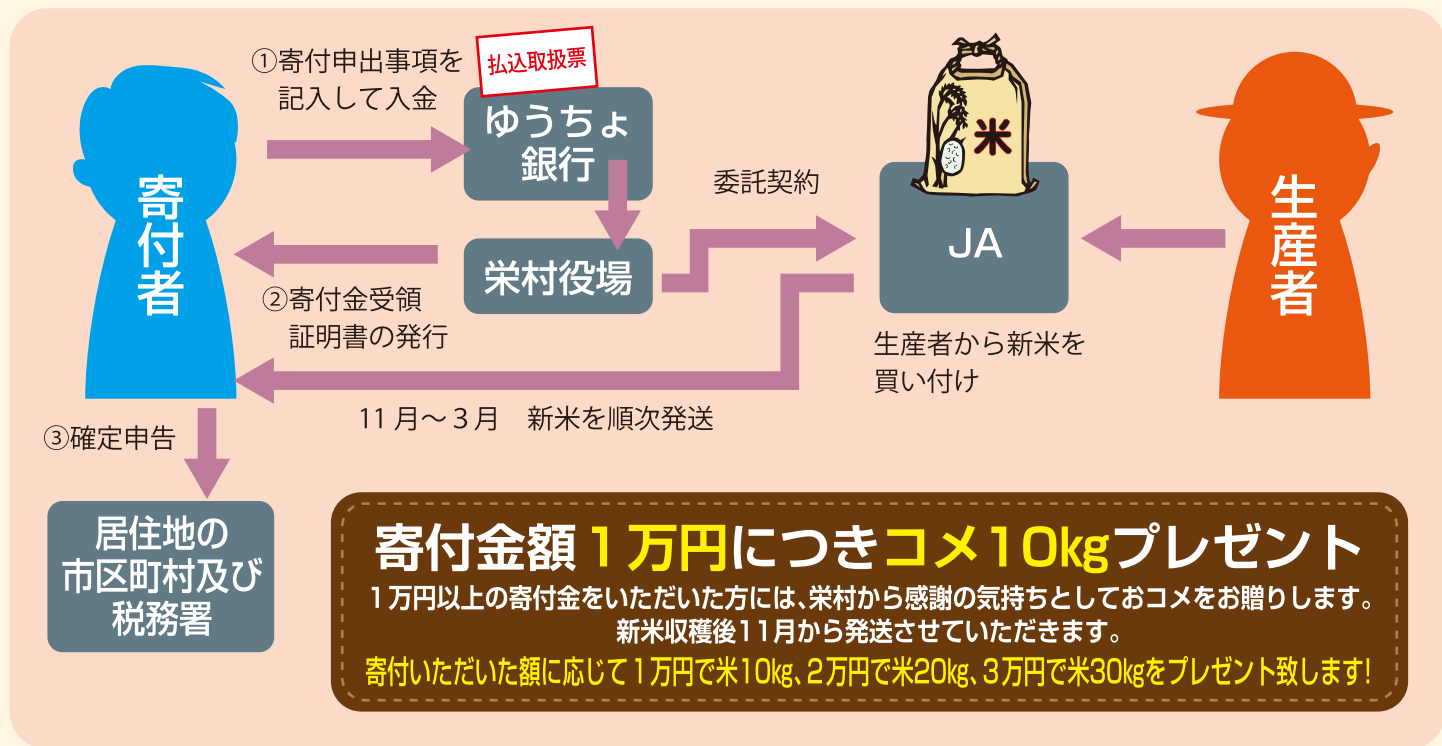 ①寄付申出事項を
記入して入金
払込取扱票
ゆうちょ
銀行
米
寄付者
委託契約
JA
生産者
栄村役場
②寄付金受領
証明書の発行
生産者から新米を
買い付け
11月～3月　新米を順次発送
③確定申告
居住地の
市区町村及び
税務署
寄付金額1万円につきコメ10kgプレゼント
1万円以上の寄付金をいただいた方には、栄村から感謝の気持ちとしておコメをお贈りします。
新米収穫後11月から発送させていただきます。
寄付いただいた額に応じて1万円で米10kg、2万円で米20kg、3万円で米30kgをプレゼント致します!